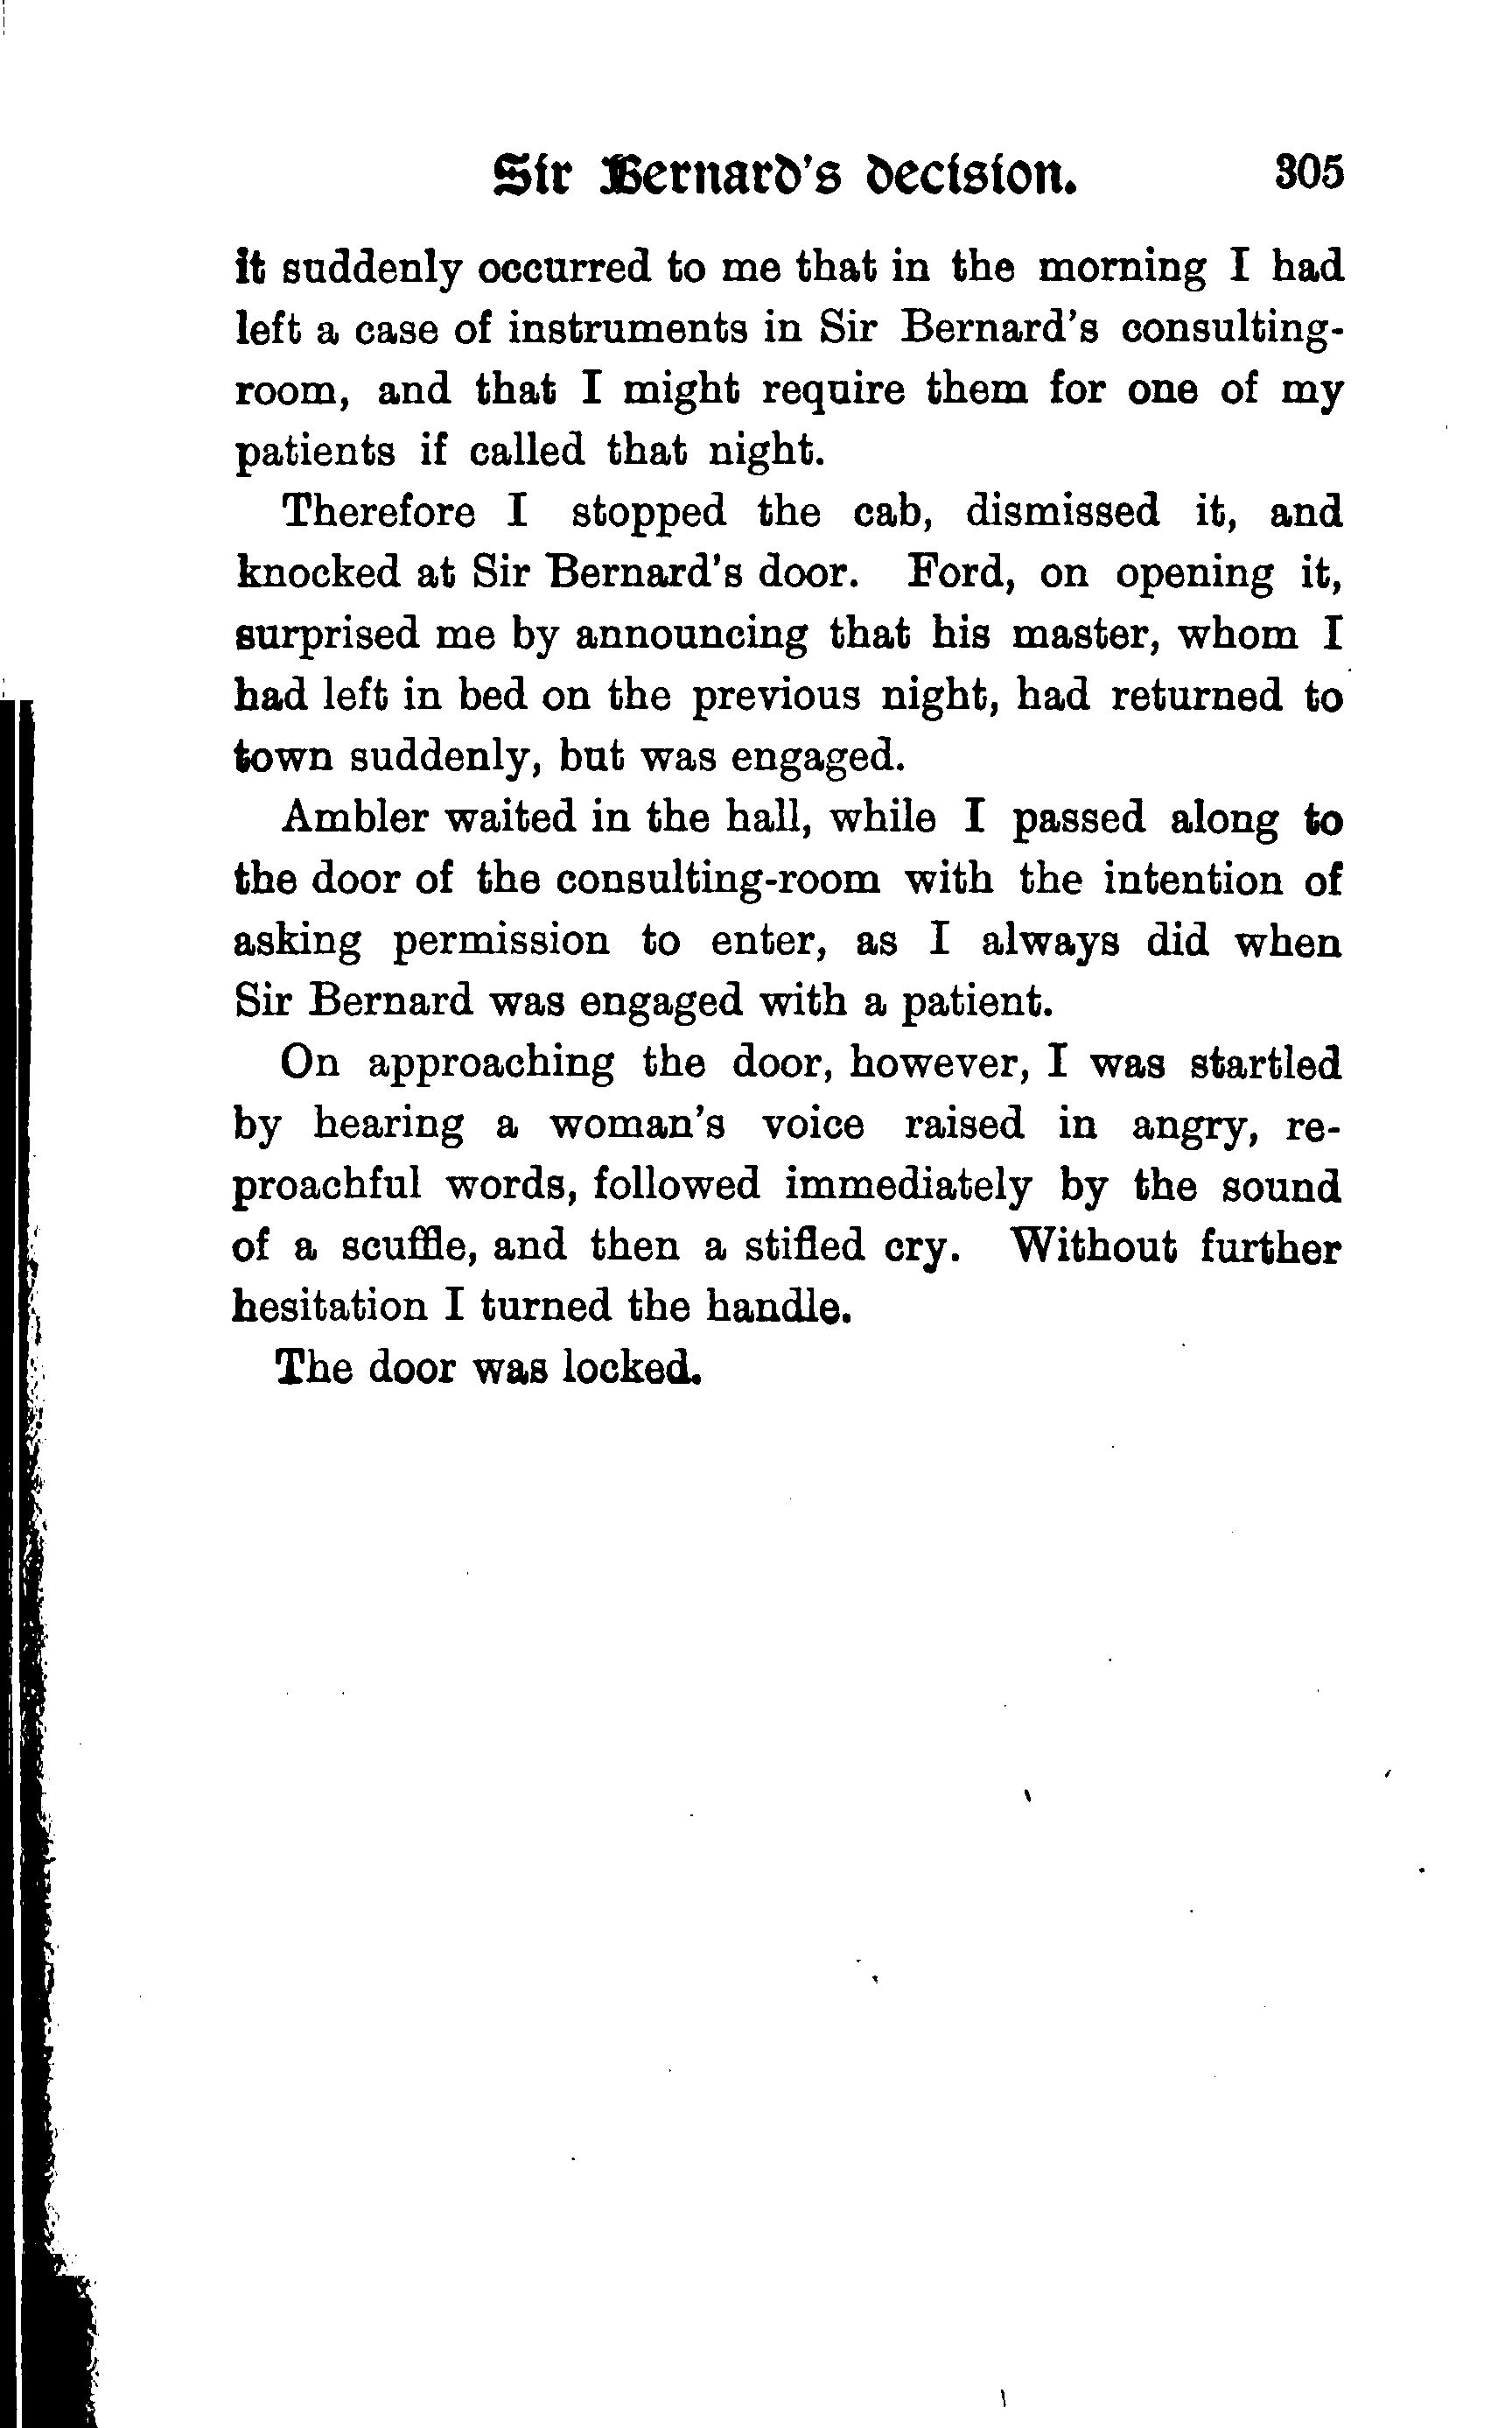 Sir Bernard's decision. 305
it suddenly occurred to me that in the morning I had
left a case of instruments in Sir Bernard's consulting-
room, and that I might require them for one of my
patients if called that night.
Therefore I stopped the cab, dismissed it, and
knocked at Sir Bernard's door. Ford, on opening it,
surprised me by announcing that his master, whom I
had left in bed on the previous night, had returned to
town suddenly, but was engaged.
Ambler waited in the hall, while I passed along to
the door of the consulting-room with the intention of
asking permission to enter, as I always did when
Sir Bernard was engaged with a patient.
On approaching the door, however, I was startled
by hearing a woman's voice raised in angry, re-
proachful words, followed immediately by the sound
of a scuffle, and then a stifled cry. Without further
hesitation I turned the handle.
The door was locked.